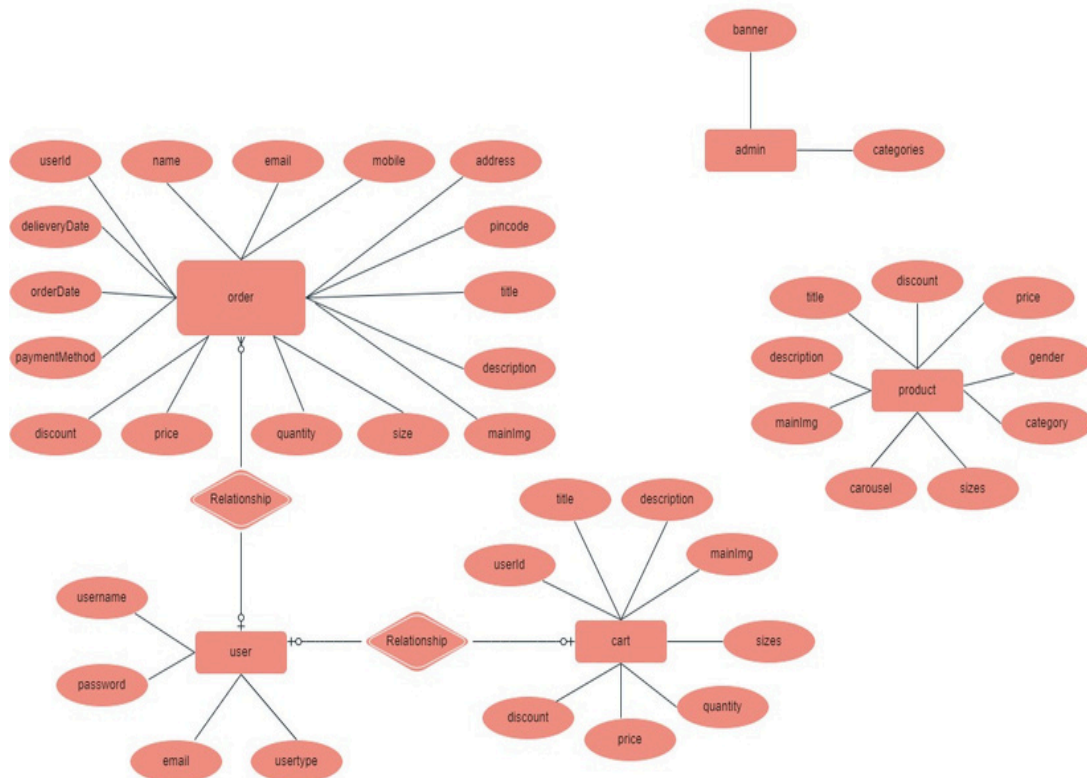 banner
admin
categories
userId
name
email
mobile
address
delieveryDate
pincode
orderDate
order
title
paymentMethod
description
discount
price
quantity
size
mainImg
title
discount
price
description
gender
product
mainImg
category
carousel
sizes
Relationship
title
description
userId
mainImg
username
user
Relationship
cart
sizes
password
discount
quantity
price
email
usertype